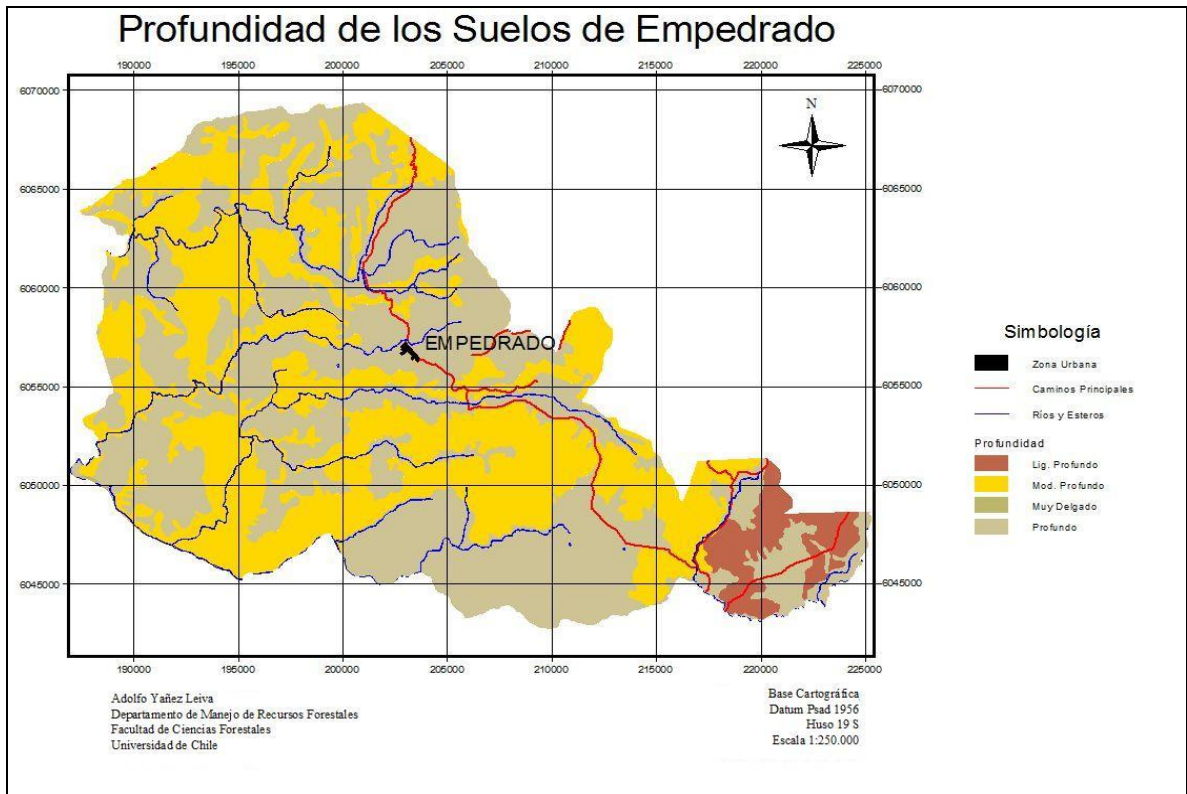 Profundidad de los Suelos de Empedrado
190000 195000 200000 205000 210000 215000 220000 225000
6070000 6070000
N
6065000 6065000
6060000 6060000
EMPEDRADO
6055000 6055000
6050000 6050000
6045000 6045000
190000 195000 200000 205000 210000 215000 220000 225000
Simbología
Zona Urbana
Caminos Principales
Ríos y Esteros
Profundidad
Lig. Profundo
Mod. Profundo
Muy Delgado
Profundo
Adolfo Yañez Leiva
Departamento de Manejo de Recursos Forestales
Facultad de Ciencias Forestales
Universidad de Chile
Base Cartográfica
Datum Psad 1956
Huso 19 S
Escala 1:250.000